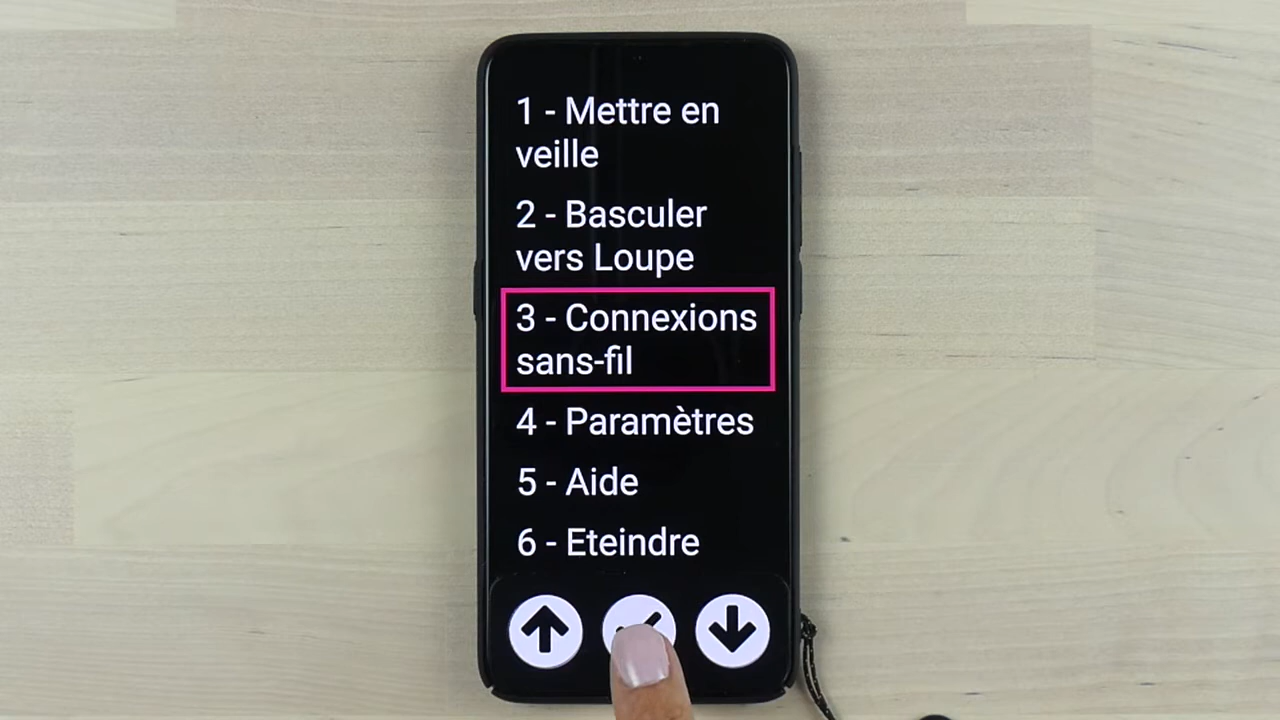 1 - Mettre en
veille
2 - Basculer
vers Loupe
3 - Connexions
sans-fil
4 - Paramètres
5 - Aide
6 - Eteindre